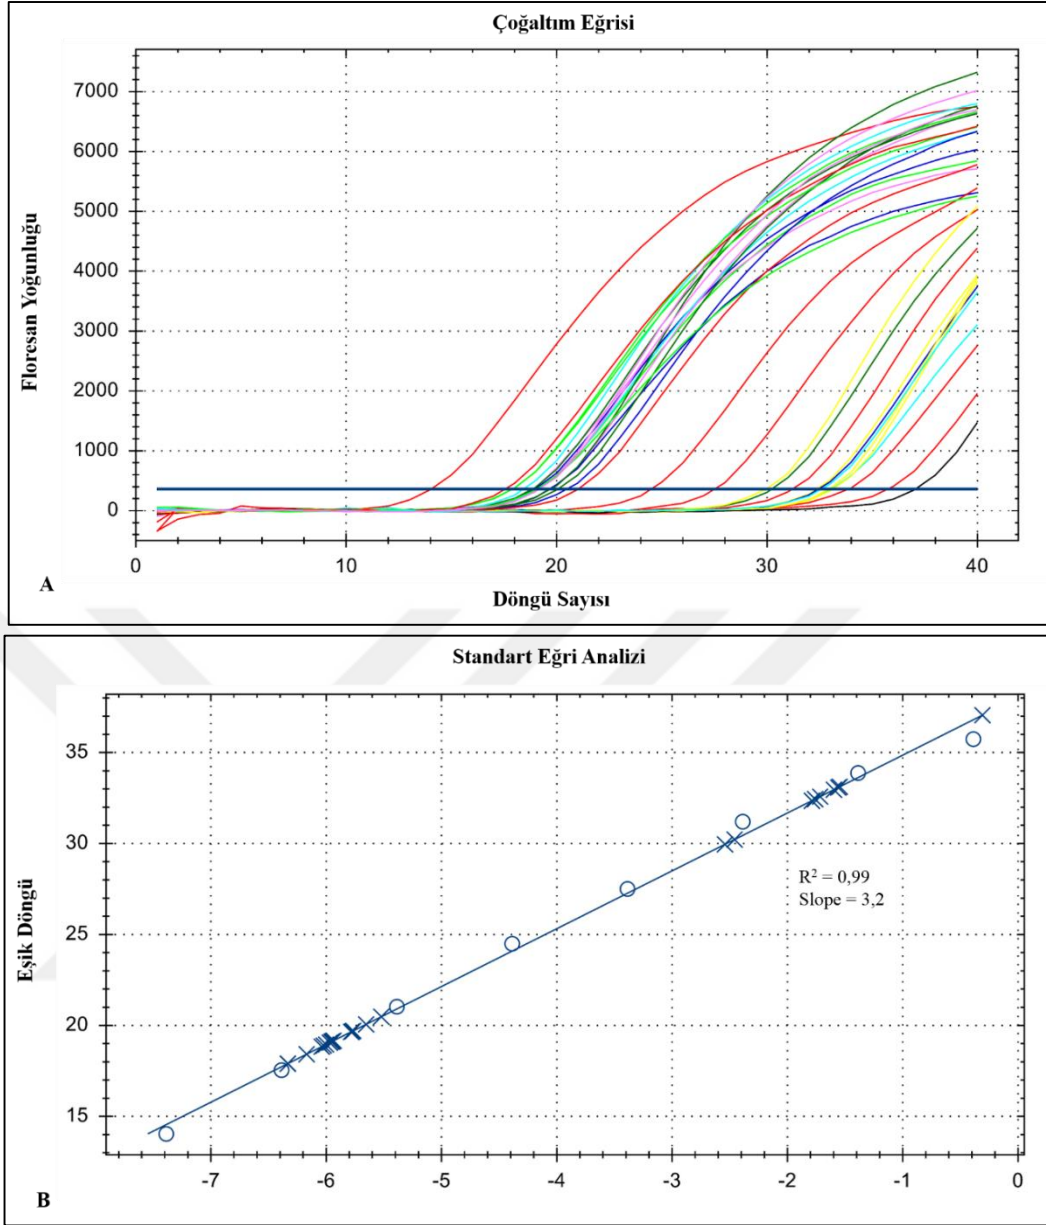 Çoğaltım Eğrisi
7000
6000
5000
4000
3000
2000
1000
0
Floresan Yoğunluğu
0
10
20
30
40
A
Döngü Sayısı
Standart Eğri Analizi
35
30
25
20
15
Eşik Döngü
R² = 0,99
Slope = 3,2
-7
-6
-5
-4
-3
-2
-1
0
B